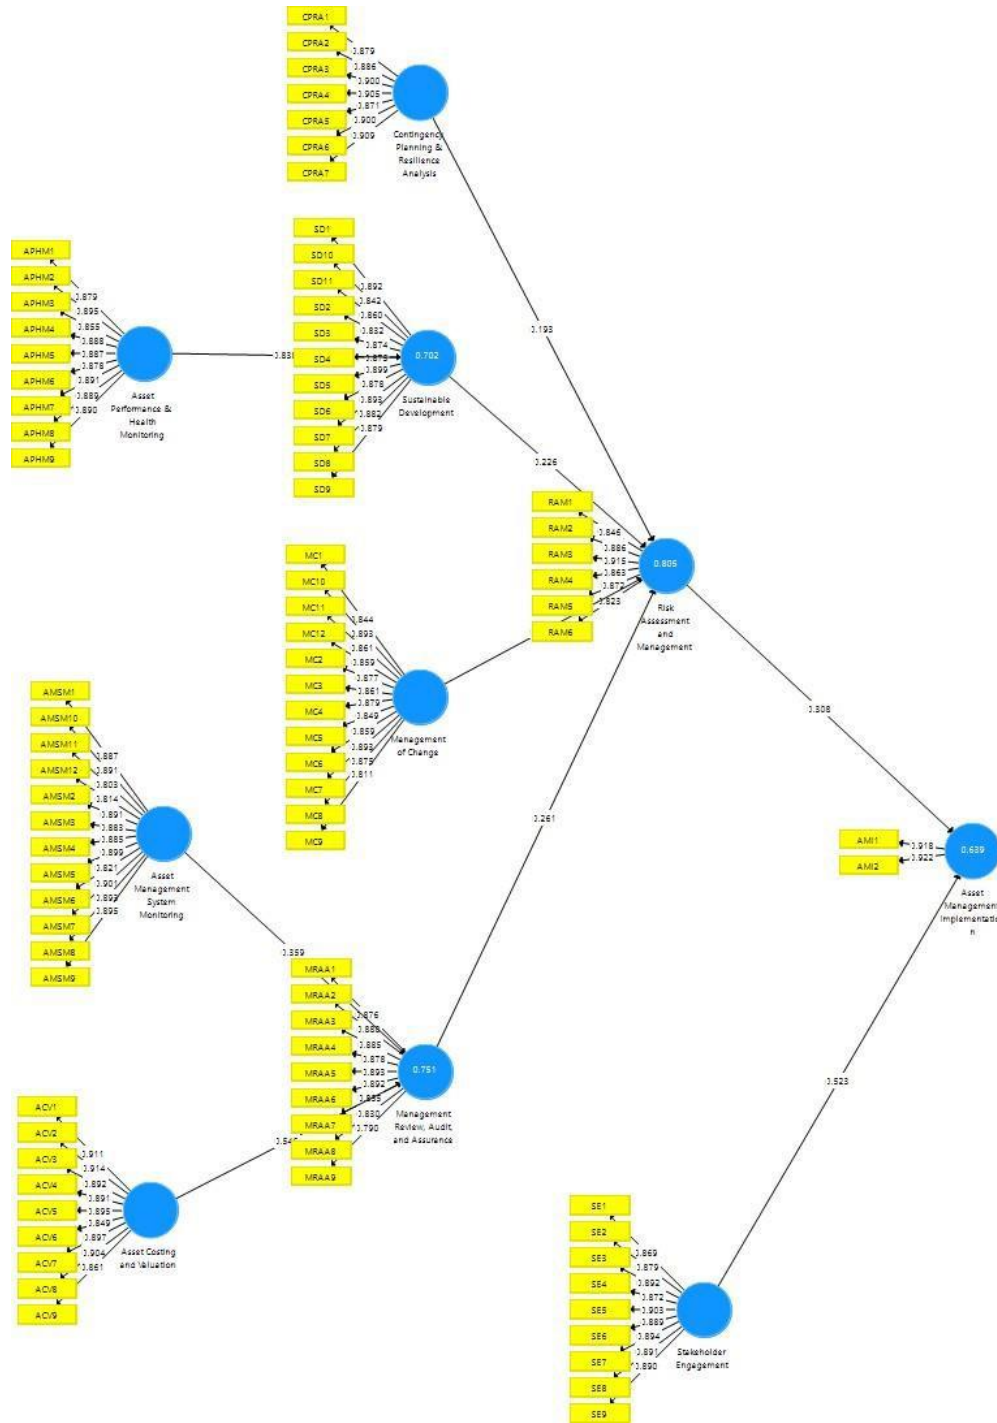 CPRA1
CPRA2
CPRA3
CPRA4
CPRA5
CPRA6
CPRA7
0.879
0.886
0.900
0.905
0.871
0.900
0.909
Contingency
Planning &
Resilience
Analysis
0.193
SD1
SD10
SD11
SD2
SD3
SD4
SD5
SD6
SD7
SD8
SD9
0.892
0.842
0.860
0.832
0.874
0.875
0.899
0.878
0.893
0.882
0.879
0.702
Sustainable
Development
0.226
APHM1
APHM2
APHM3
APHM4
APHM5
APHM6
APHM7
APHM8
APHM9
0.879
0.895
0.855
0.888
0.887
0.878
0.891
0.889
0.890
Asset
Performance &
Health
Monitoring
RAM1
RAM2
RAM3
RAM4
RAM5
RAM6
0.846
0.886
0.915
0.863
0.872
0.823
0.805
Risk
Assessment
and
Management
0.308
MC1
MC10
MC11
MC12
MC2
MC3
MC4
MC5
MC6
MC7
MC8
MC9
0.844
0.893
0.861
0.859
0.877
0.861
0.879
0.849
0.859
0.893
0.875
0.811
Management
of Change
AMSM1
AMSM10
AMSM11
AMSM12
AMSM2
AMSM3
AMSM4
AMSM5
AMSM6
AMSM7
AMSM8
AMSM9
0.887
0.891
0.803
0.814
0.891
0.883
0.885
0.899
0.821
0.901
0.893
0.895
Asset
Management
System
Monitoring
0.359
0.261
AMI1
AMI2
0.918
0.922
0.639
Asset
Management
Implementatio
n
MRAA1
MRAA2
MRAA3
MRAA4
MRAA5
MRAA6
MRAA7
MRAA8
MRAA9
0.876
0.885
0.878
0.893
0.892
0.830
0.790
0.751
Management
Review, Audit,
and Assurance
0.523
ACV1
ACV2
ACV3
ACV4
ACV5
ACV6
ACV7
ACV8
ACV9
0.911
0.914
0.892
0.891
0.895
0.849
0.897
0.904
0.861
Asset Costing
and Valuation
SE1
SE2
SE3
SE4
SE5
SE6
SE7
SE8
SE9
0.869
0.879
0.892
0.872
0.903
0.889
0.894
0.891
0.890
Stakeholder
Engagement